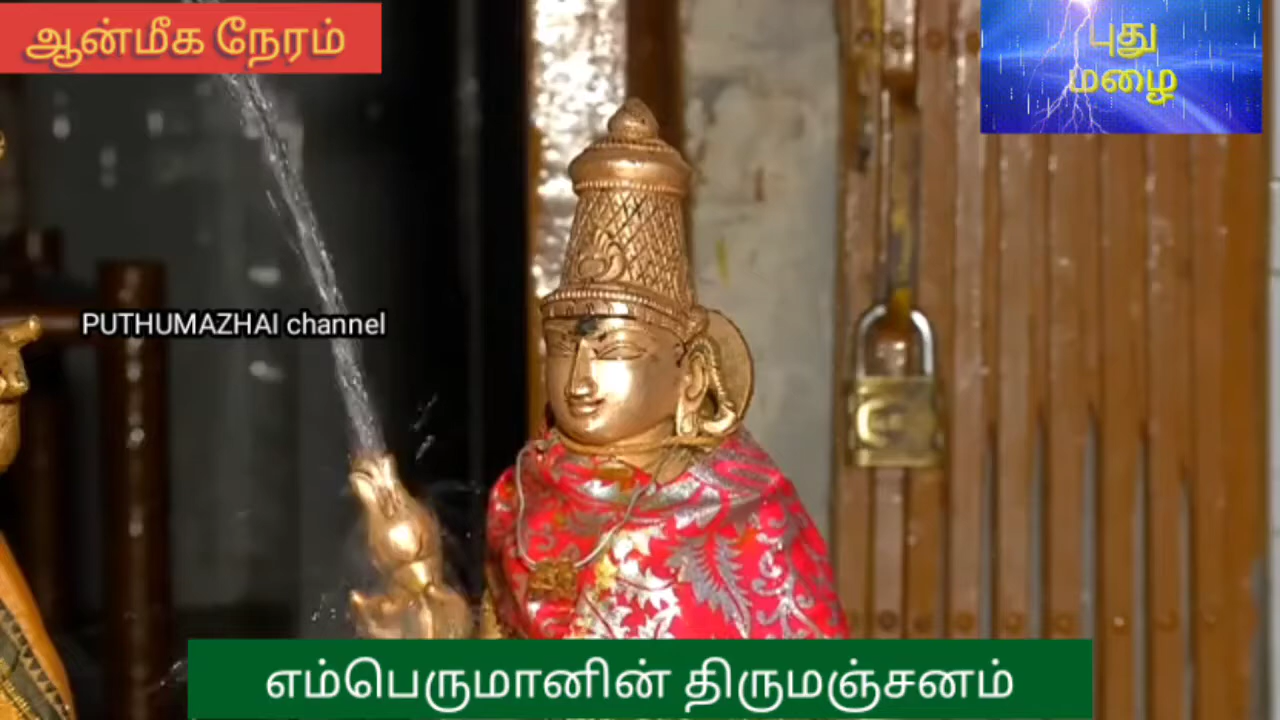 ஆன்மீக நேரம்
புது
மழை
PUTHUMAZHAI channel
எம்பெருமானின் திருமஞ்சனம்